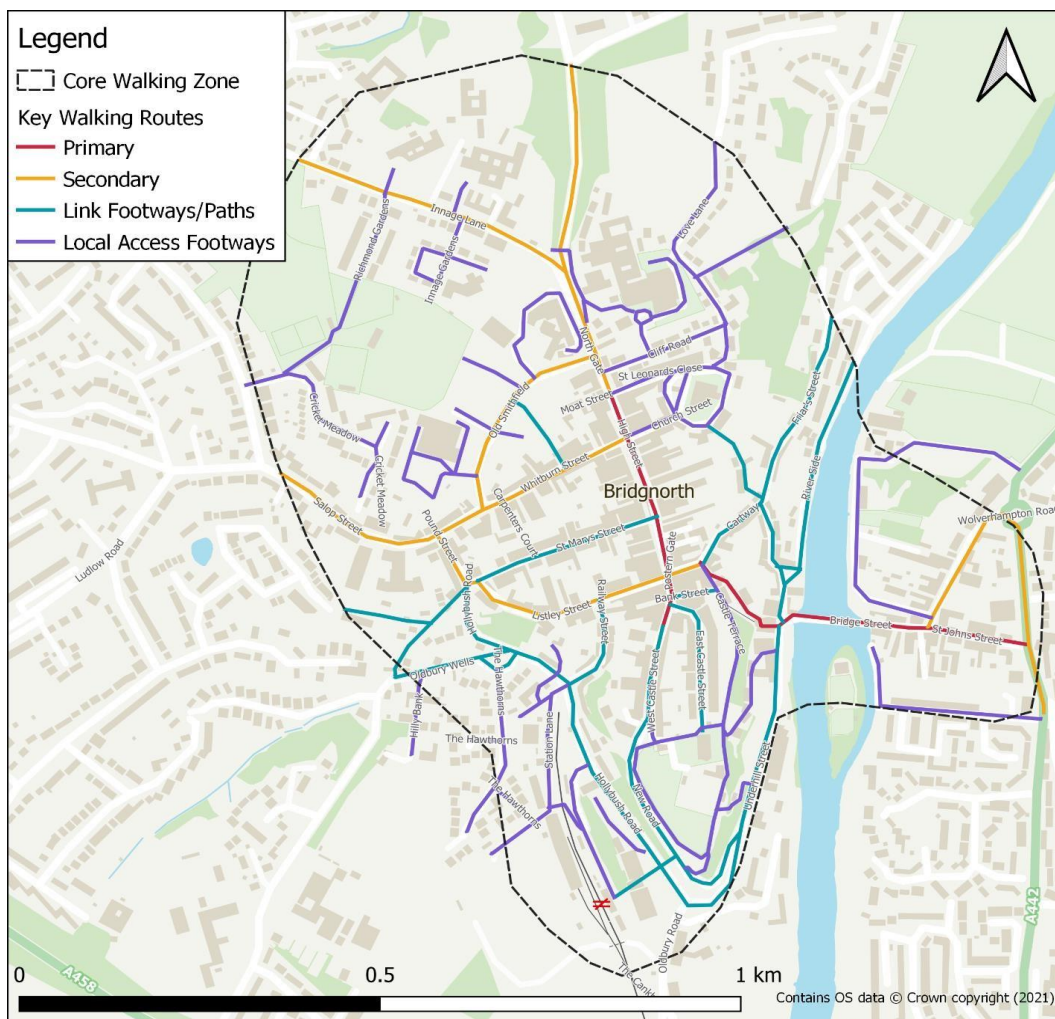 Legend
Core Walking Zone
Key Walking Routes
Primary
Secondary
Link Footways/Paths
Local Access Footways
Innage Lane
Richmond Gardens
Innage Gardens
Love Lane
North Gate
Cliff Road
St Leonards Close
Moat Street
High Street
Church Street
Old Smithfield
Friar's Street
River Side
Cricket Meadow
Cricket Meadow
Whitburn Street
Bridgnorth
Carpenters Court
Salop Street
Pound Street
Cartway
Wolverhampton Road
Ludlow Road
St Marys Street
Postern Gate
Hollybush Road
Railway Street
Listley Street
Bank Street
Castle Terrace
Bridge Street
St Johns Street
Oldbury Wells
The Hawthorns
West Castle Street
East Castle Street
Hilly Bank
The Hawthorns
Station Lane
Underhill Street
The Hawthorns
Hollybush Road
New Road
Oldbury Road
A442
A458
0
0.5
1 km
Contains OS data © Crown copyright (2021)